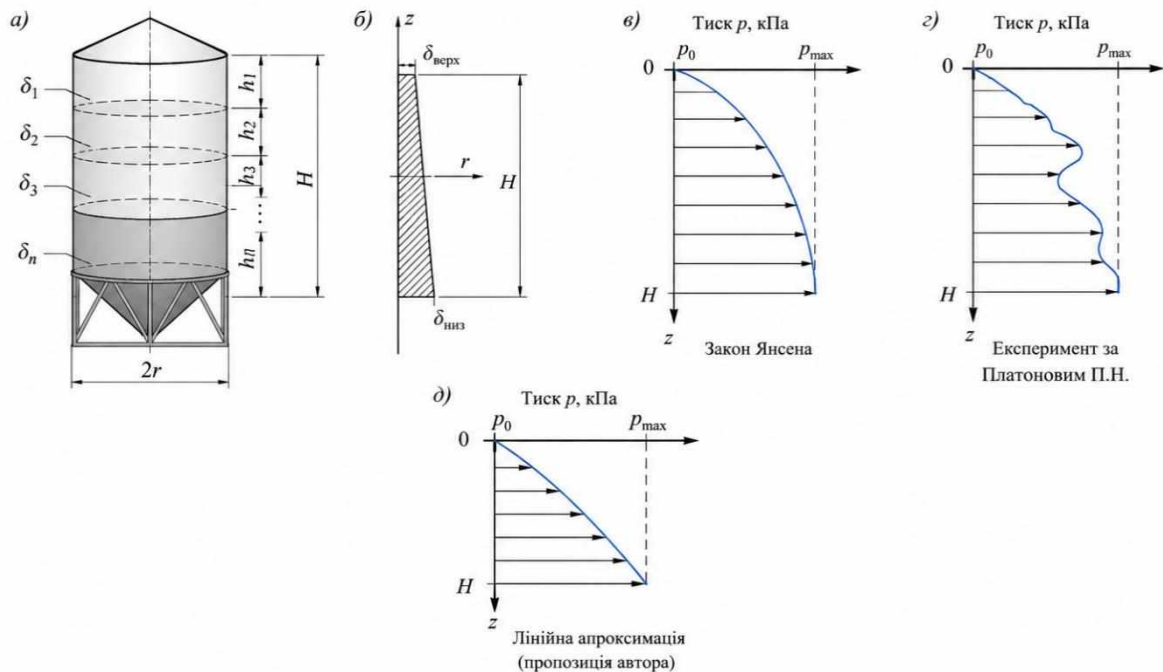 а)
δ1
δ2
δ3
δn
h1
h2
h3
hn
H
2r
б)
z
δверх
r
H
δниз
в)
Тиск p, кПа
p0
pmax
0
H
z
Закон Янсена
г)
Тиск p, кПа
p0
pmax
0
H
z
Експеримент за
Платоновим П.Н.
д)
Тиск p, кПа
p0
pmax
0
H
z
Лінійна апроксимація
(пропозиція автора)